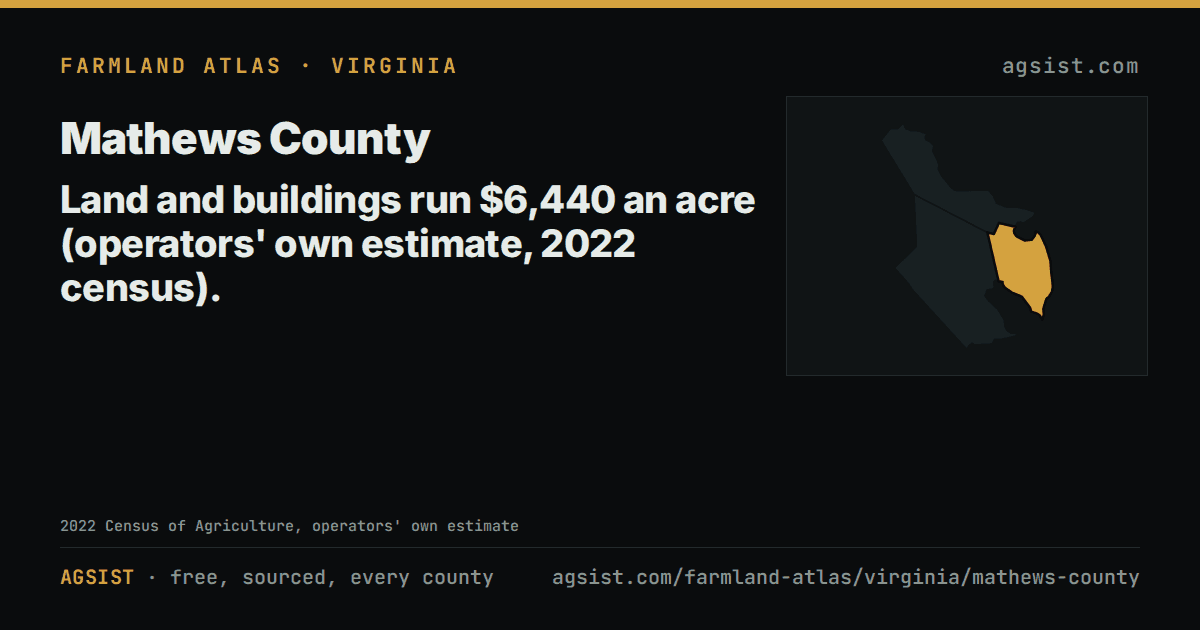 FARMLAND ATLAS · VIRGINIA
agsist.com
Mathews County
Land and buildings run $6,440 an acre
(operators' own estimate, 2022
census).
2022 Census of Agriculture, operators' own estimate
AGSIST · free, sourced, every county
agsist.com/farmland-atlas/virginia/mathews-county